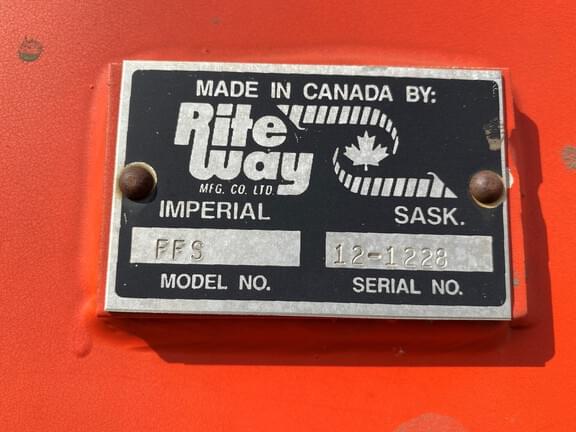 MADE IN CANADA BY:
Rite
Way
MFG. CO. LTD.
IMPERIAL SASK.
FFS 12-1228
MODEL NO. SERIAL NO.